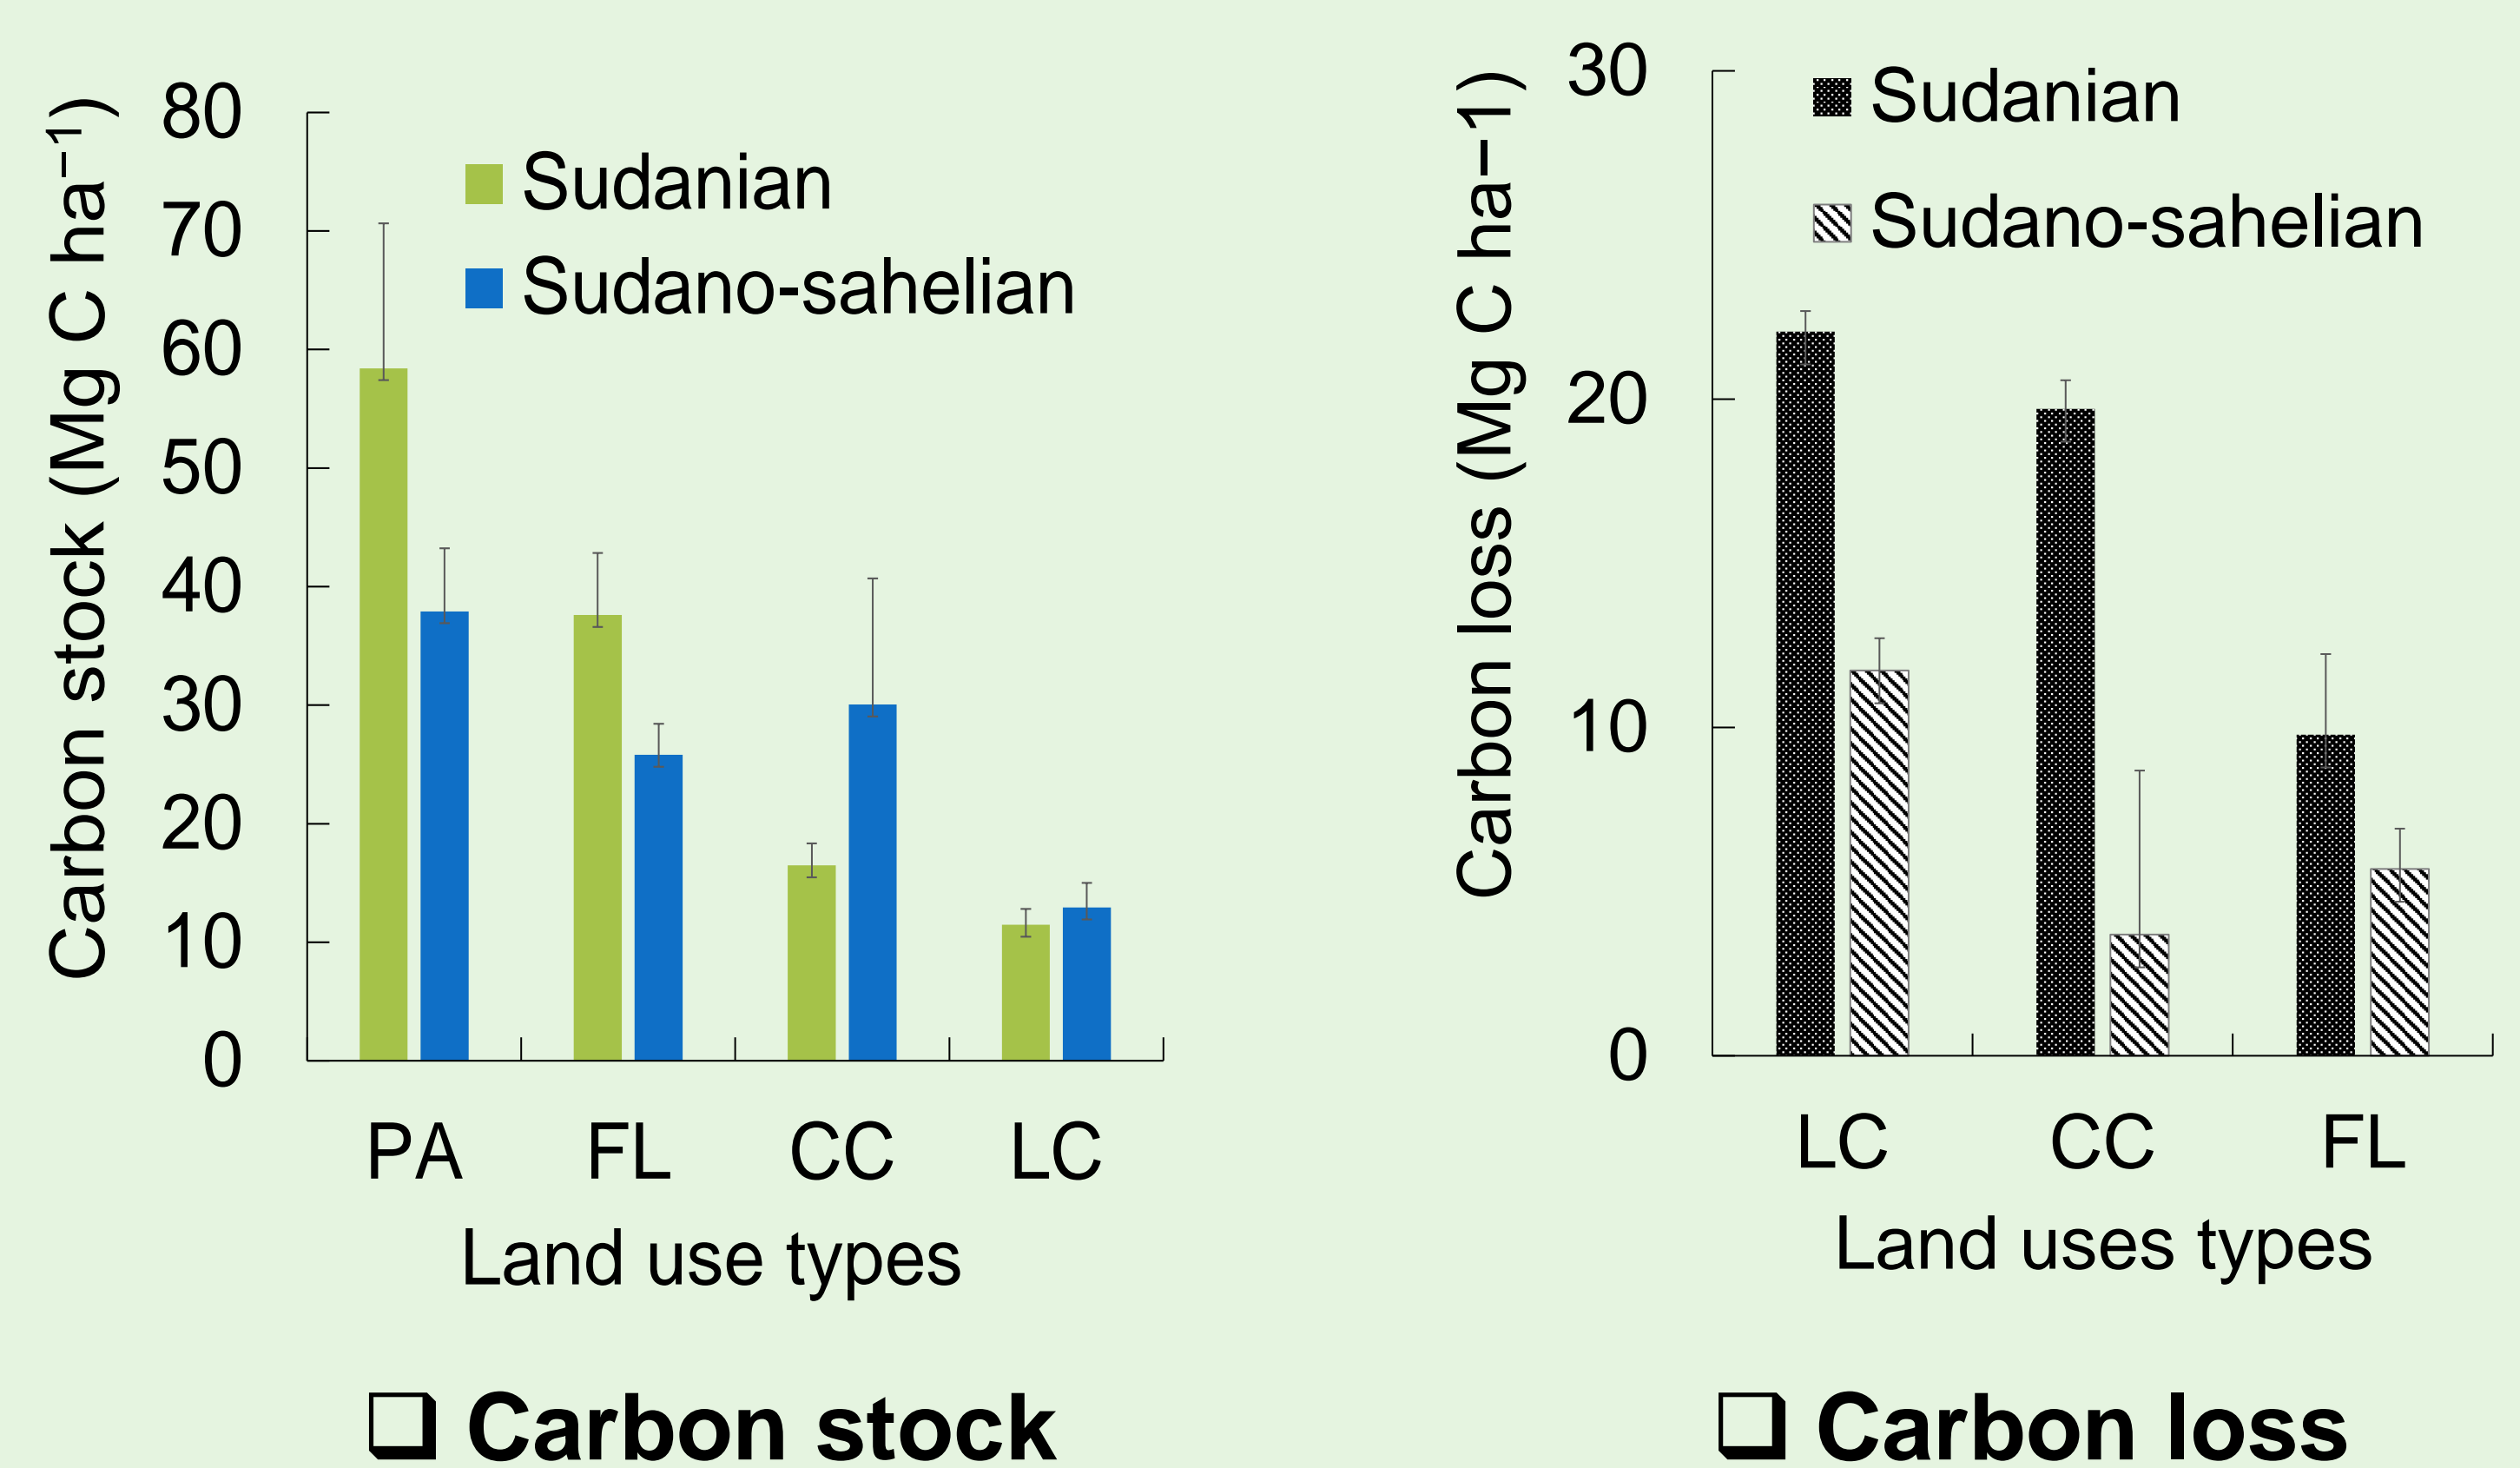 Carbon stock (Mg C ha⁻¹)
80
70
60
50
40
30
20
10
0
Sudanian
Sudano-sahelian
PA FL CC LC
Land use types
❑ Carbon stock
Carbon loss (Mg C ha−1)
30
20
10
0
Sudanian
Sudano-sahelian
LC CC FL
Land uses types
❑ Carbon loss